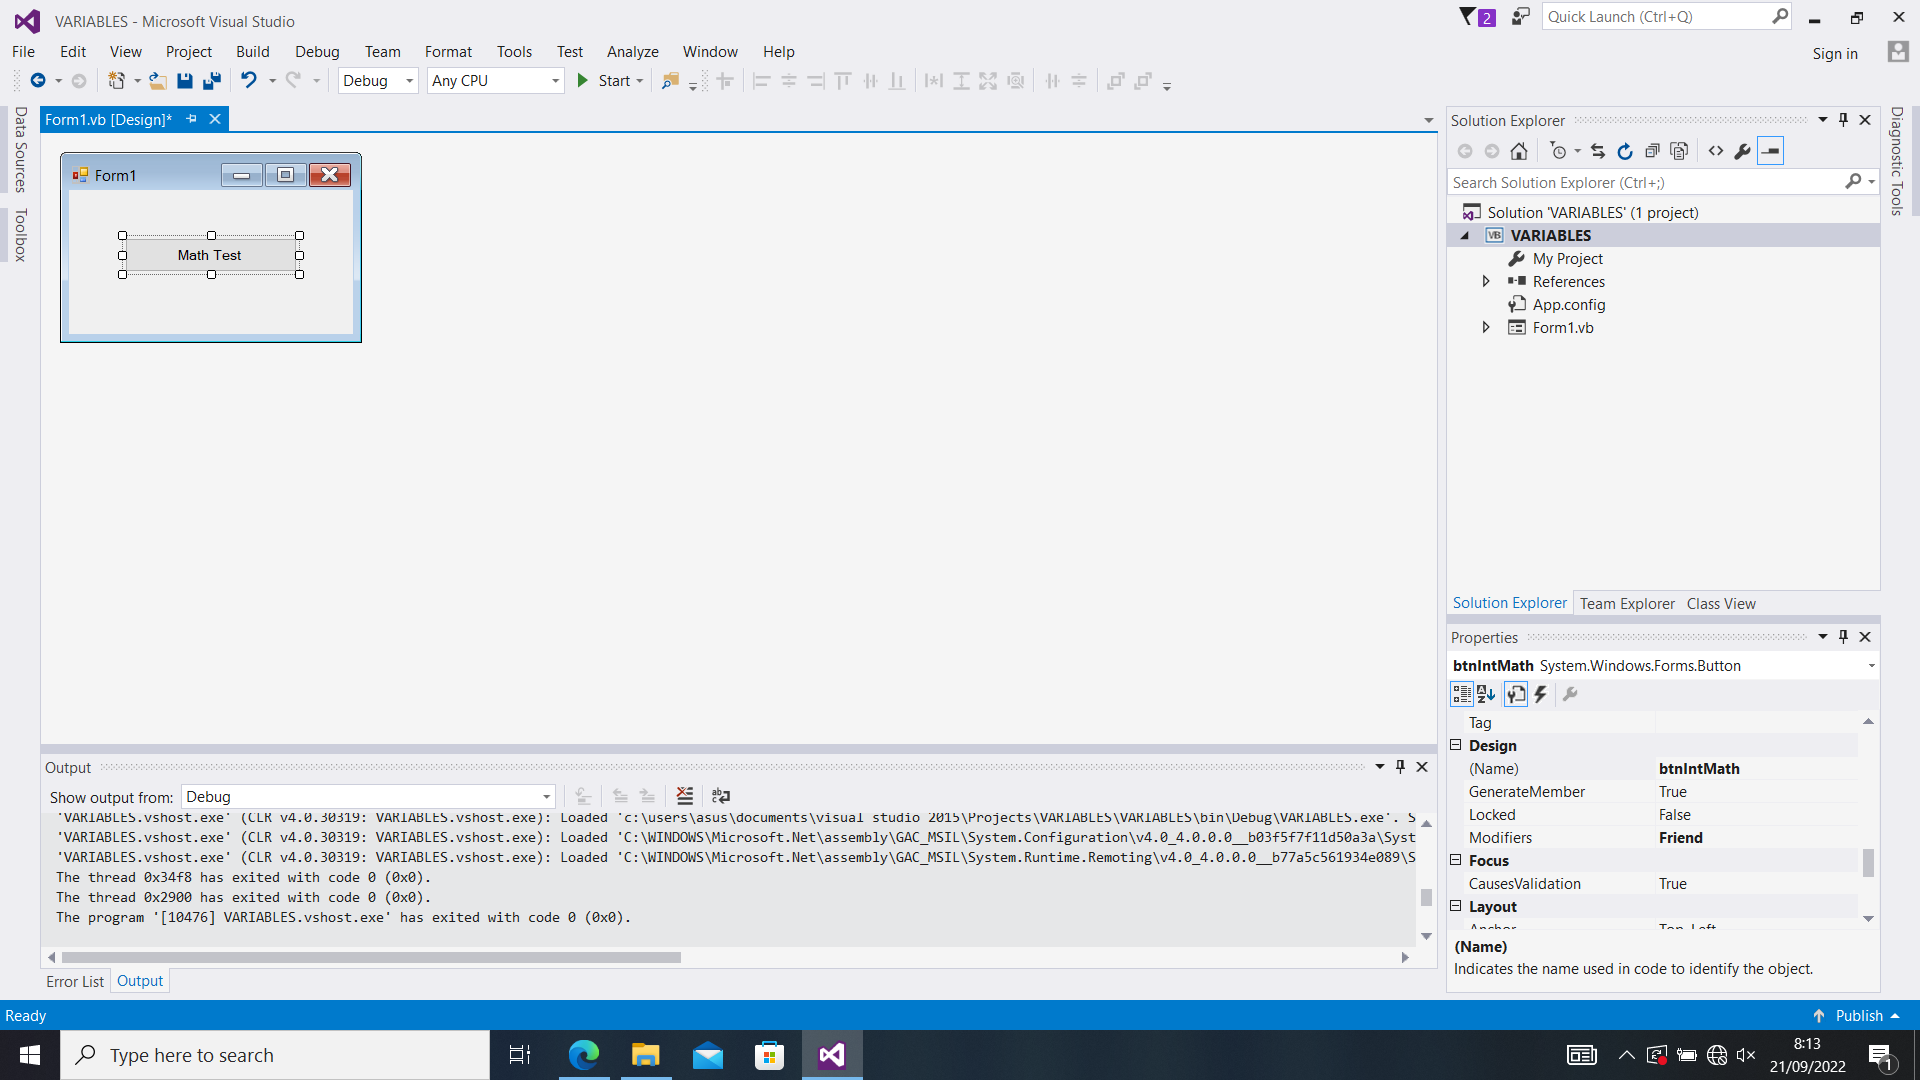 VARIABLES - Microsoft Visual Studio
2
Quick Launch (Ctrl+Q)
File Edit View Project Build Debug Team Format Tools Test Analyze Window Help
Sign in
Debug
Any CPU
Start
Data Sources
Toolbox
Form1.vb [Design]*
Form1
Math Test
Solution Explorer
Search Solution Explorer (Ctrl+;)
Solution 'VARIABLES' (1 project)
VB VARIABLES
My Project
References
App.config
Form1.vb
Solution Explorer Team Explorer Class View
Diagnostic Tools
Properties
btnIntMath System.Windows.Forms.Button
Tag
Design
(Name) btnIntMath
GenerateMember True
Locked False
Modifiers Friend
Focus
CausesValidation True
Layout
Anchor Top, Left
(Name)
Indicates the name used in code to identify the object.
Output
Show output from: Debug
'VARIABLES.vshost.exe' (CLR v4.0.30319: VARIABLES.vshost.exe): Loaded 'c:\users\asus\documents\visual studio 2015\Projects\VARIABLES\VARIABLES\bin\Debug\VARIABLES.exe'. S
'VARIABLES.vshost.exe' (CLR v4.0.30319: VARIABLES.vshost.exe): Loaded 'C:\WINDOWS\Microsoft.Net\assembly\GAC_MSIL\System.Configuration\v4.0_4.0.0.0__b03f5f7f11d50a3a\Syst
'VARIABLES.vshost.exe' (CLR v4.0.30319: VARIABLES.vshost.exe): Loaded 'C:\WINDOWS\Microsoft.Net\assembly\GAC_MSIL\System.Runtime.Remoting\v4.0_4.0.0.0__b77a5c561934e089\S
The thread 0x34f8 has exited with code 0 (0x0).
The thread 0x2900 has exited with code 0 (0x0).
The program '[10476] VARIABLES.vshost.exe' has exited with code 0 (0x0).
Error List Output
Ready
Publish
Type here to search
8:13
21/09/2022
1